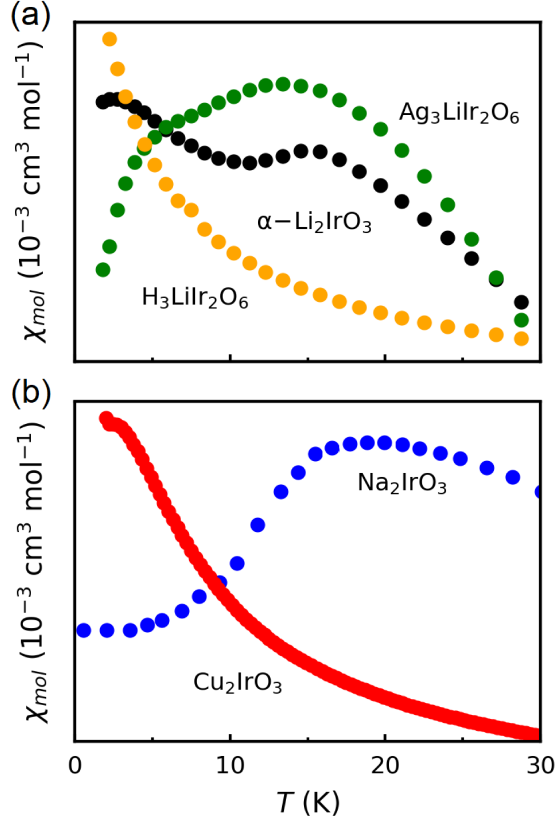 (a)
χmol (10⁻³ cm³ mol⁻¹)
Ag₃LiIr₂O₆
α−Li₂IrO₃
H₃LiIr₂O₆
(b)
χmol (10⁻³ cm³ mol⁻¹)
Na₂IrO₃
Cu₂IrO₃
0 10 20 30
T (K)